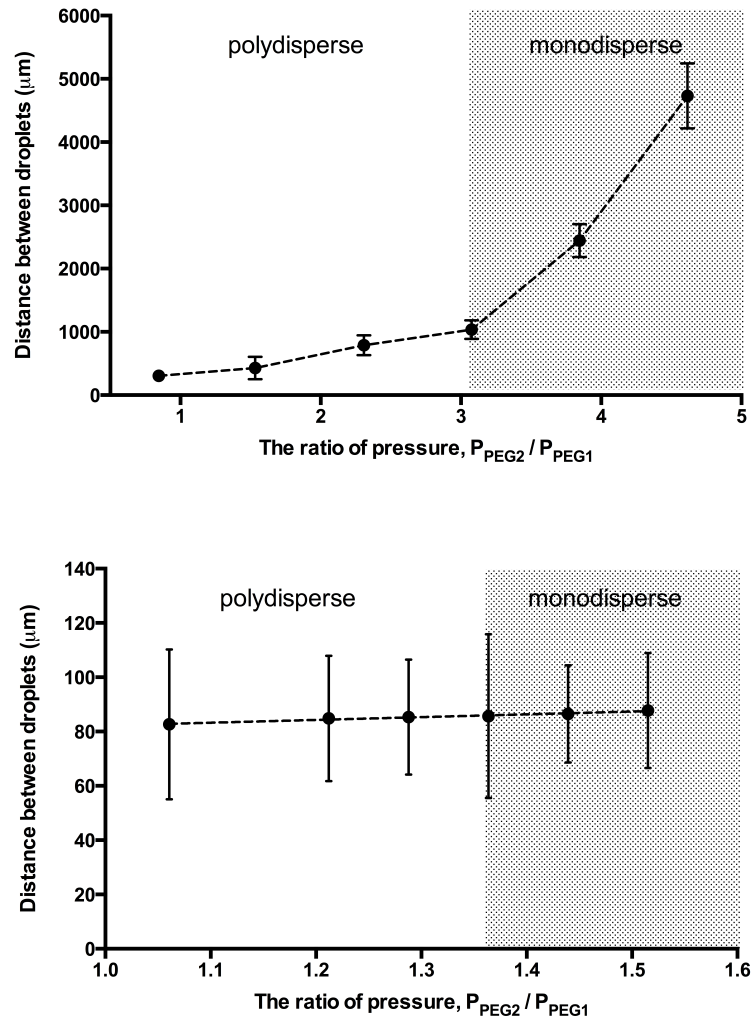 6000
5000
4000
3000
2000
1000
0
Distance between droplets (μm)
polydisperse
monodisperse
1 2 3 4 5
The ratio of pressure, PPEG2 / PPEG1
140
120
100
80
60
40
20
0
Distance between droplets (μm)
polydisperse
monodisperse
1.0 1.1 1.2 1.3 1.4 1.5 1.6
The ratio of pressure, PPEG2 / PPEG1